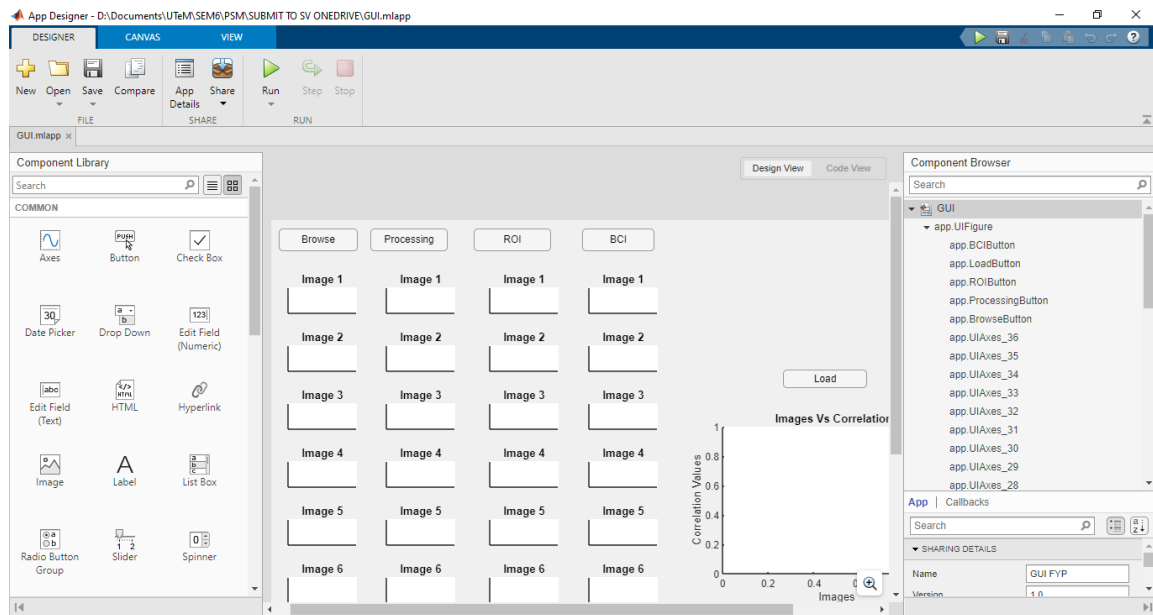 App Designer - D:\Documents\UTeM\SEM6\PSM\SUBMIT TO SV ONEDRIVE\GUI.mlapp
DESIGNER CANVAS VIEW
New Open Save Compare App Details Share Run Step Stop
FILE SHARE RUN
GUI.mlapp
Component Library
Search
COMMON
Axes Button Check Box
Date Picker Drop Down Edit Field (Numeric)
Edit Field (Text) HTML Hyperlink
Image Label List Box
Radio Button Group Slider Spinner
Design View Code View
Browse Processing ROI BCI
Image 1 Image 1 Image 1 Image 1
Image 2 Image 2 Image 2 Image 2
Image 3 Image 3 Image 3 Image 3
Image 4 Image 4 Image 4 Image 4
Image 5 Image 5 Image 5 Image 5
Image 6 Image 6 Image 6 Image 6
Load
Images Vs Correlation
Correlation Values
1
0.8
0.6
0.4
0.2
0
0 0.2 0.4
Images
Component Browser
Search
GUI
app.UIFigure
app.BCIButton
app.LoadButton
app.ROIButton
app.ProcessingButton
app.BrowseButton
app.UIAxes_36
app.UIAxes_35
app.UIAxes_34
app.UIAxes_33
app.UIAxes_32
app.UIAxes_31
app.UIAxes_30
app.UIAxes_29
app.UIAxes_28
App | Callbacks
Search
SHARING DETAILS
Name GUI FYP
Version 1.0